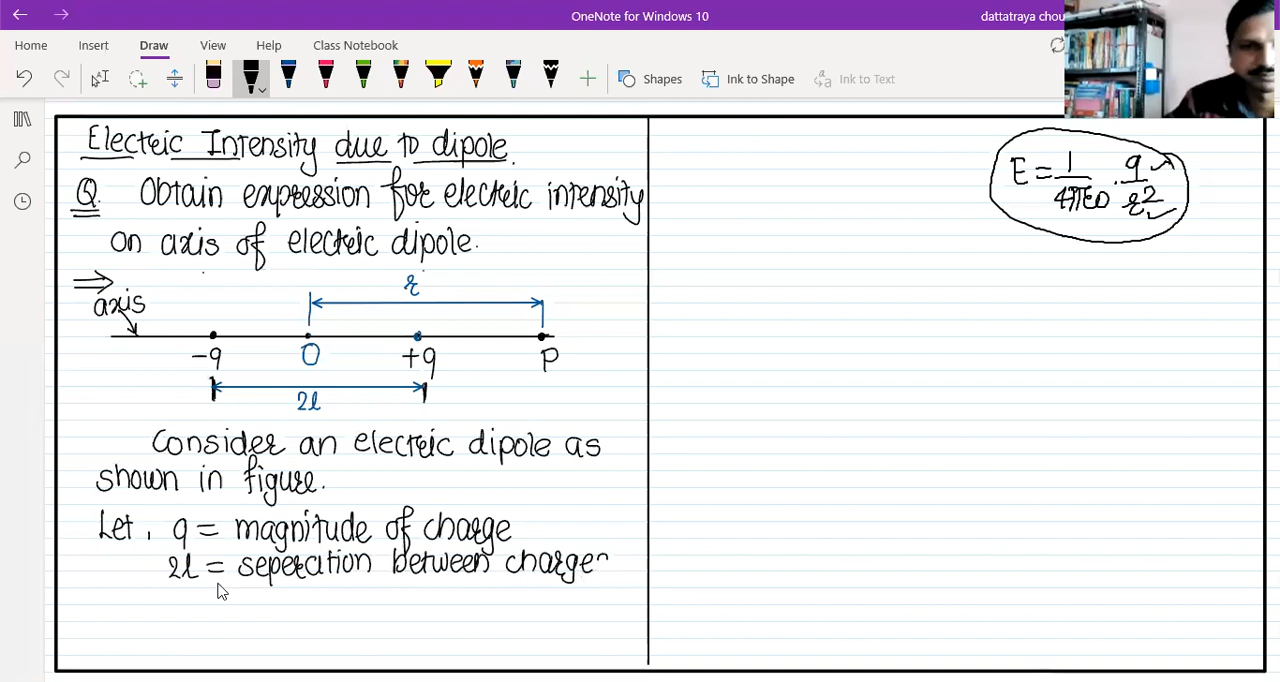 OneNote for Windows 10
dattatraya chou
Home Insert Draw View Help Class Notebook
Shapes Ink to Shape Ink to Text
Electric Intensity due to dipole.
Q. Obtain expression for electric intensity
on axis of electric dipole.
⇒
axis
r
-q O +q P
2l
Consider an electric dipole as
shown in figure.
Let, q = magnitude of charge
2l = seperation between charge
E = 1/4πε0 . q/r2